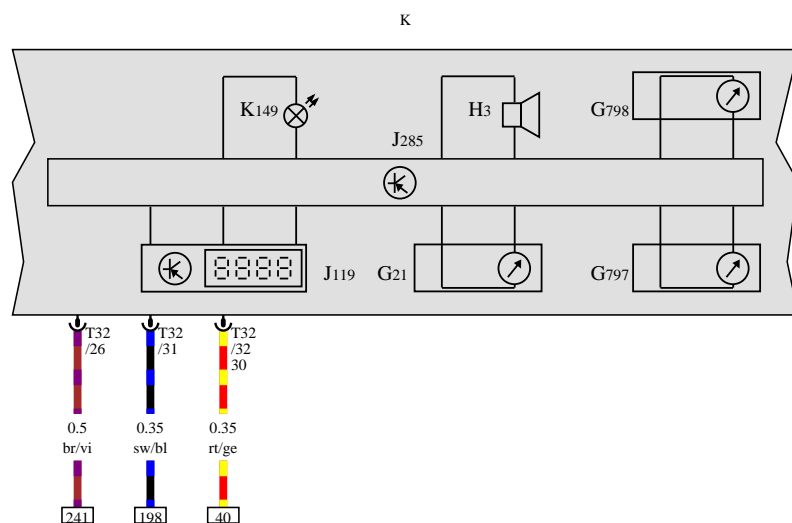 K
K149
H3
G798
J285
8888
J119
G21
G797
T32
/26
T32
/31
T32
/32
30
0.5
br/vi
0.35
sw/bl
0.35
rt/ge
241
198
40